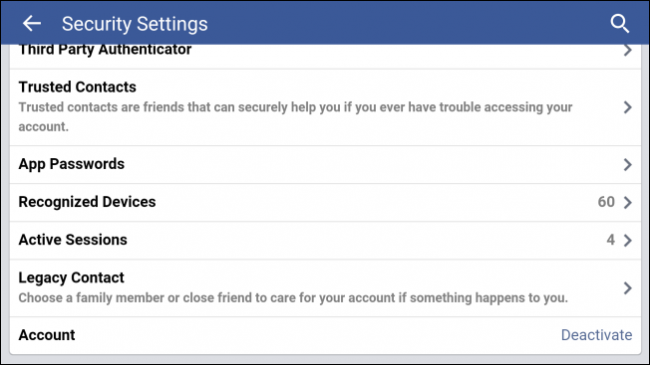 Security Settings
Third Party Authenticator
Trusted Contacts
Trusted contacts are friends that can securely help you if you ever have trouble accessing your
account.
App Passwords
Recognized Devices 60
Active Sessions 4
Legacy Contact
Choose a family member or close friend to care for your account if something happens to you.
Account Deactivate